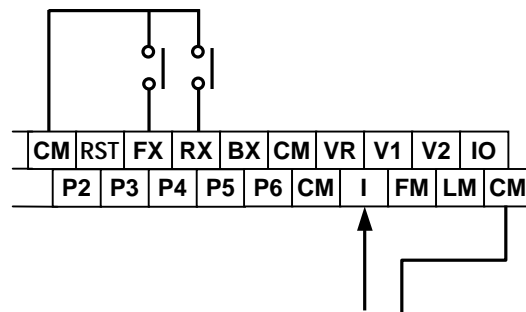 CM RST FX RX BX CM VR V1 V2 IO
P2 P3 P4 P5 P6 CM I FM LM CM